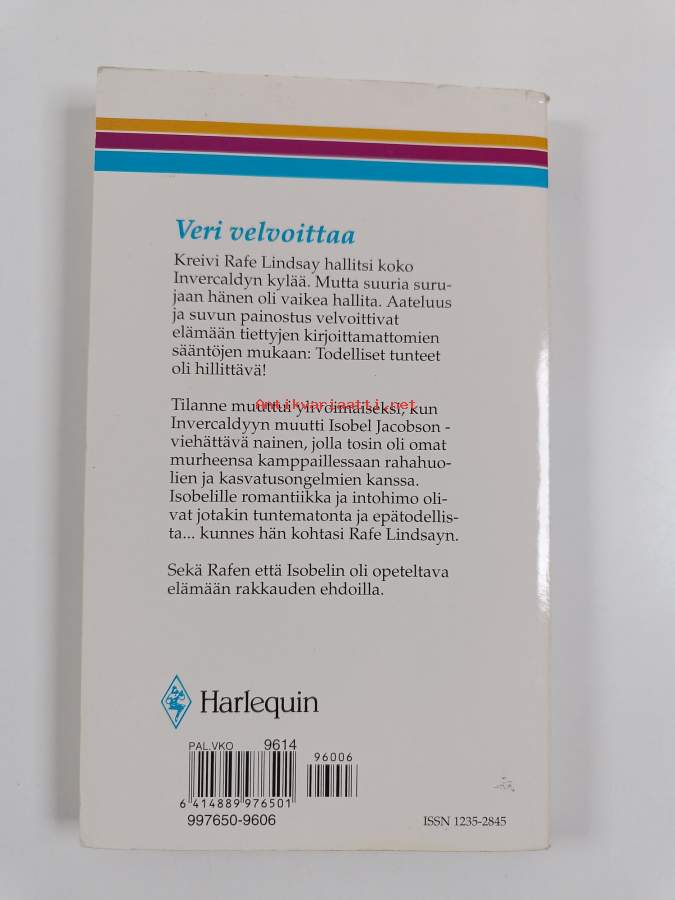 Veri velvoittaa
Kreivi Rafe Lindsay hallitsi koko
Invercaldyn kylää. Mutta suuria suru-
jaan hänen oli vaikea hallita. Aateluus
ja suvun painostus velvoittivat
elämään tiettyjen kirjoittamattomien
sääntöjen mukaan: Todelliset tunteet
oli hillittävä!
Antikvariaatti.net
Tilanne muuttui ylivoimaiseksi, kun
Invercaldyyn muutti Isobel Jacobson -
viehättävä nainen, jolla tosin oli omat
murheensa kamppaillessaan rahahuo-
lien ja kasvatusongelmien kanssa.
Isobelille romantiikka ja intohimo oli-
vat jotakin tuntematonta ja epätodellis-
ta... kunnes hän kohtasi Rafe Lindsayn.
Sekä Rafen että Isobelin oli opeteltava
elämään rakkauden ehdoilla.
Harlequin
PAL.VKO 9614
96006
6 414889 976501
997650-9606
ISSN 1235-2845